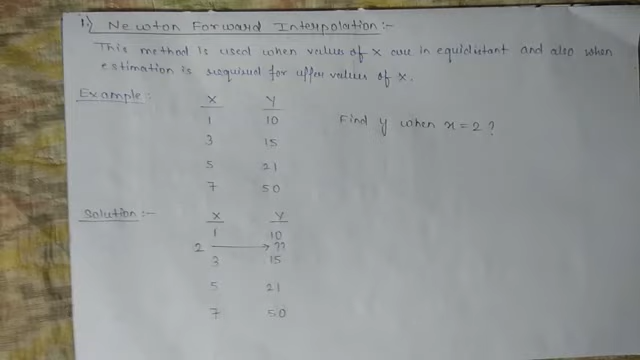 1.) Newton Forward Interpolation:-
This method is used when values of x are in equidistant and also when
estimation is required for upper values of x.
Example:
X Y
1 10
3 15
5 21
7 50
Find y when x = 2 ?
Solution:-
X Y
1 10
2 → ??
3 15
5 21
7 50